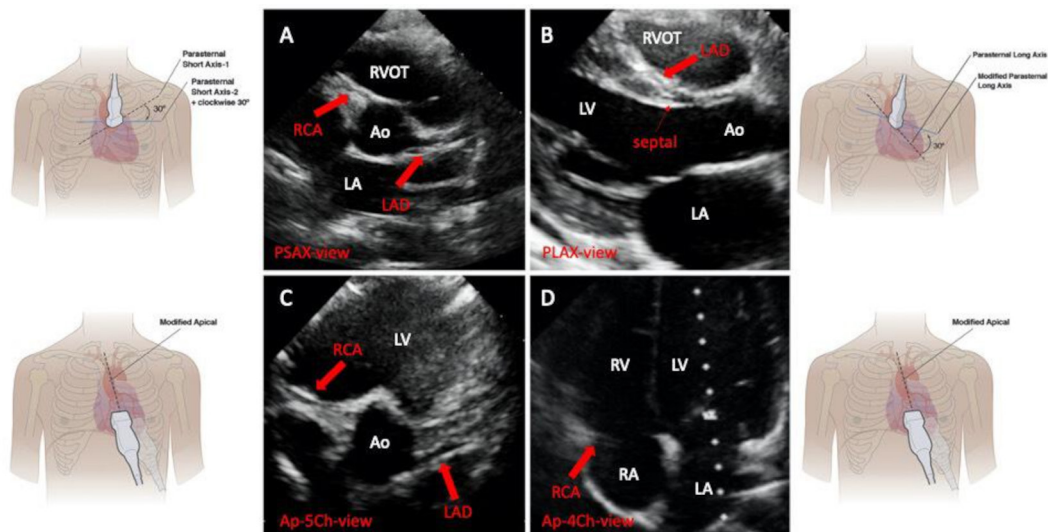 Parasternal
Short Axis-1
Parasternal
Short Axis-2
+ clockwise 30°
30°
A
RVOT
RCA
Ao
LA
LAD
PSAX-view
B
RVOT
LAD
LV
septal
Ao
LA
PLAX-view
Parasternal Long Axis
Modified Parasternal
Long Axis
30°
Modified Apical
C
LV
RCA
Ao
LAD
Ap-5Ch-view
D
RV
LV
RCA
RA
LA
Ap-4Ch-view
Modified Apical